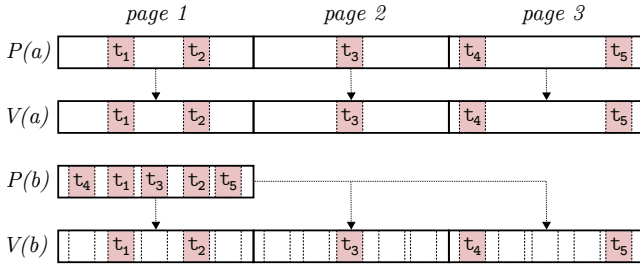 page 1 page 2 page 3
P(a) t1 t2 t3 t4 t5
V(a) t1 t2 t3 t4 t5
P(b) t4 t1 t3 t2 t5
V(b) t1 t2 t3 t4 t5